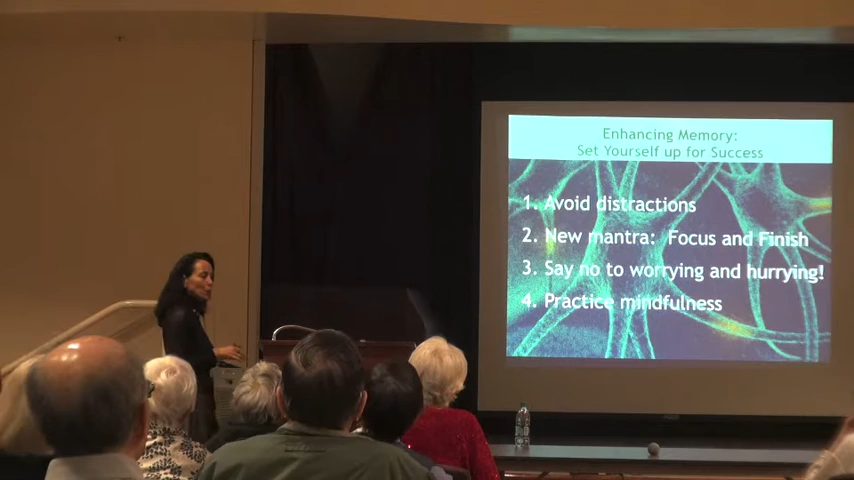 Enhancing Memory:
Set Yourself up for Success
1. Avoid distractions
2. New mantra: Focus and Finish
3. Say no to worrying and hurrying!
4. Practice mindfulness